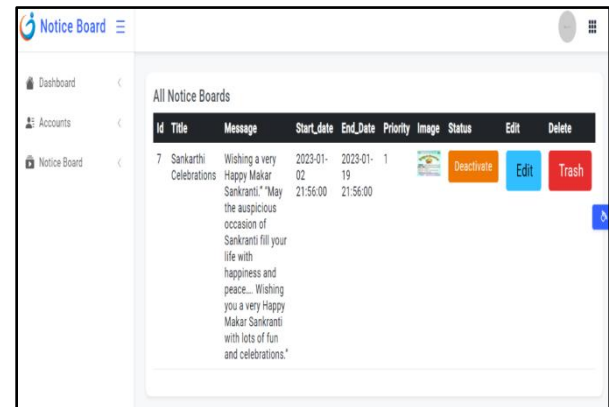 Notice Board
Dashboard
Accounts
Notice Board
All Notice Boards
Id Title Message Start_date End_Date Priority Image Status Edit Delete
7 Sankarthi Wishing a very 2023-01- 2023-01- 1 Deactivate Edit Trash
Celebrations Happy Makar 02 19
Sankranti." "May 21:56:00 21:56:00
the auspicious
occasion of
Sankranti fill your
life with
happiness and
peace.... Wishing
you a very Happy
Makar Sankranti
with lots of fun
and celebrations."